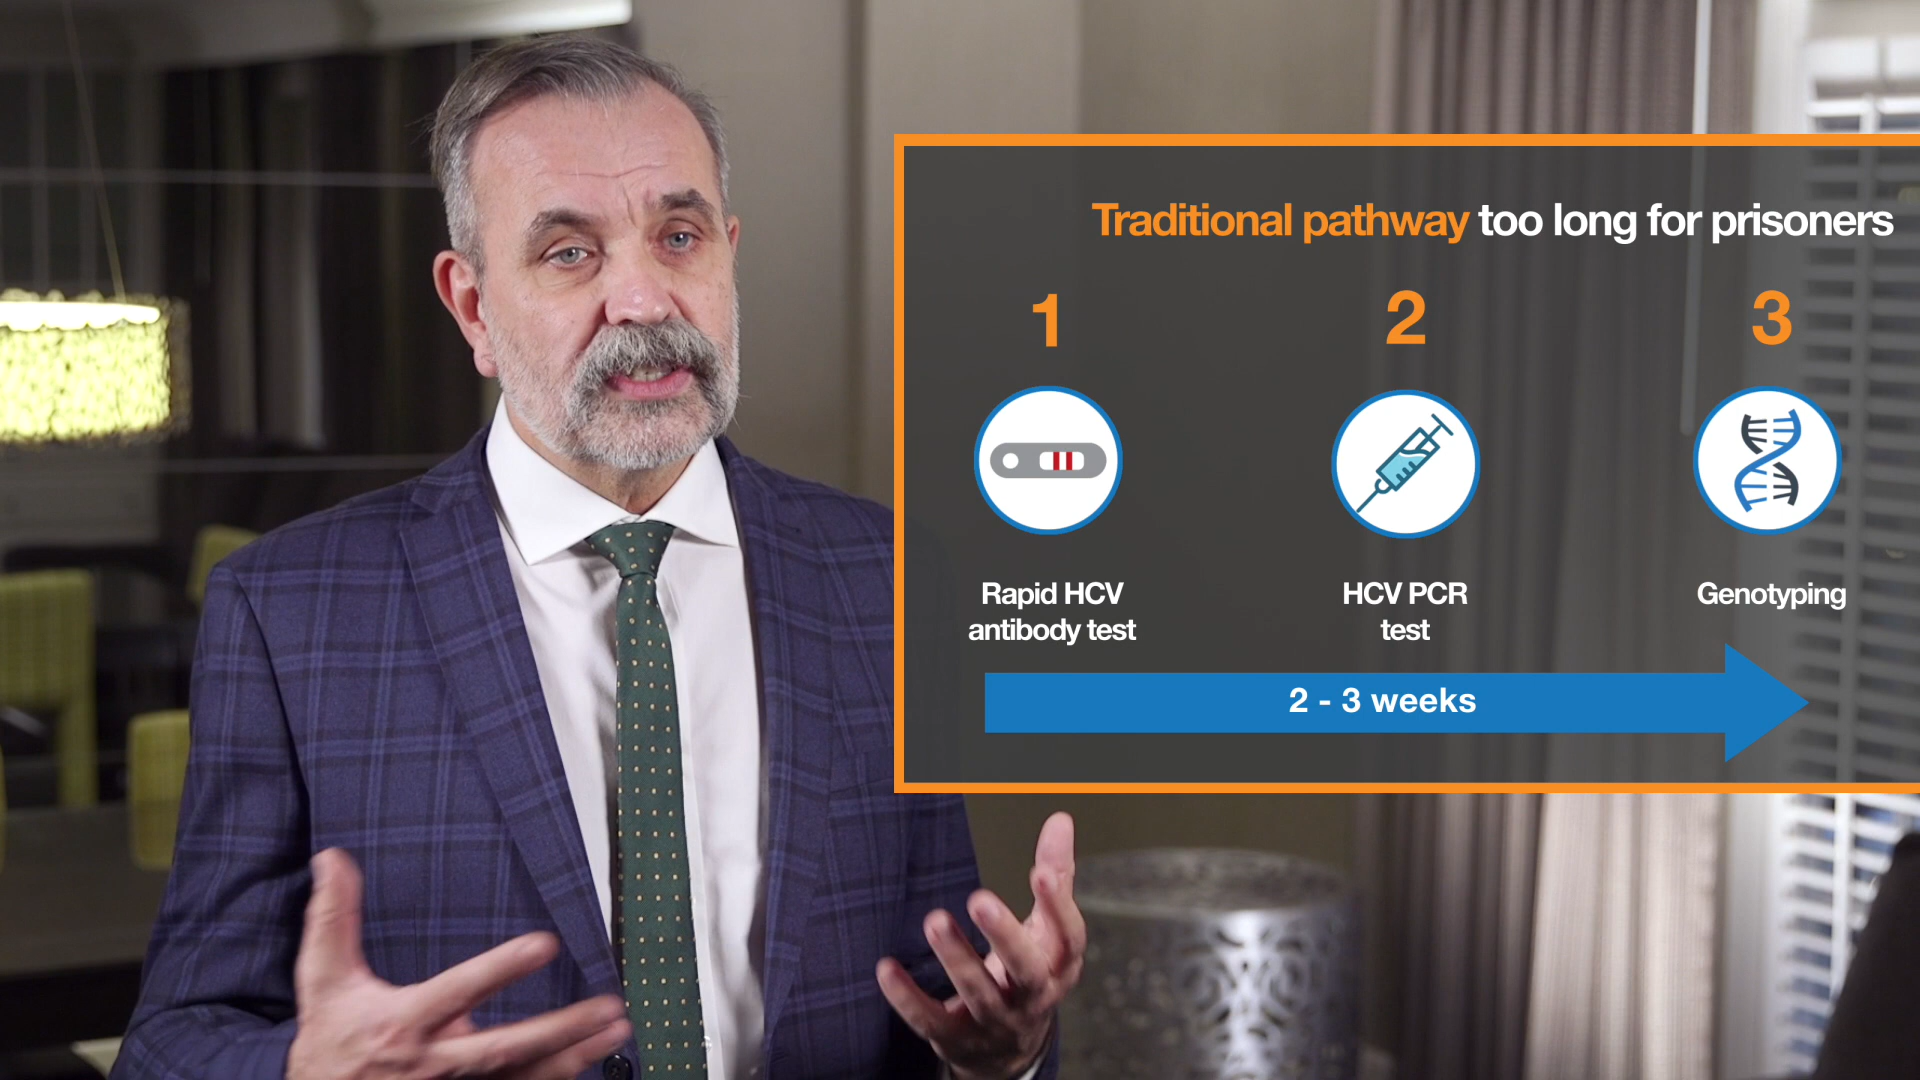 Traditional pathway too long for prisoners
1
2
3
Rapid HCV
antibody test
HCV PCR
test
Genotyping
2 - 3 weeks